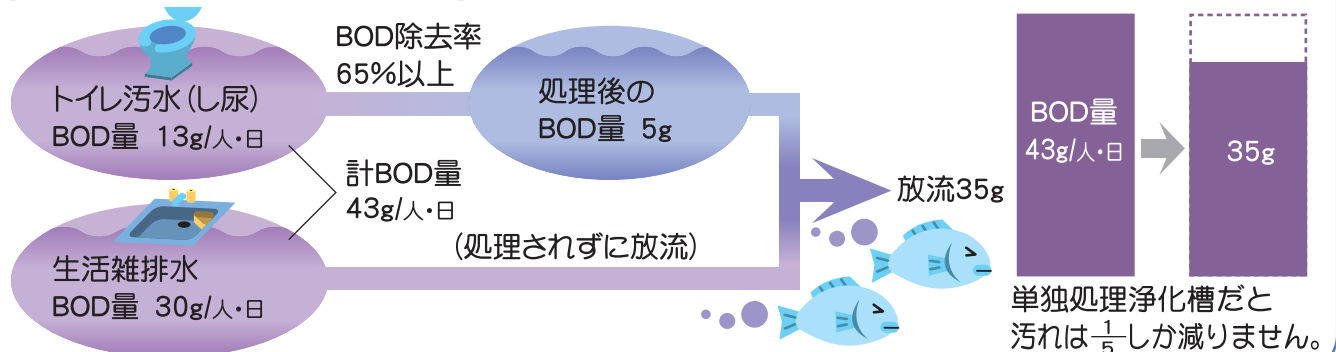 トイレ汚水（し尿）
BOD量 13g/人・日
BOD除去率
65%以上
処理後の
BOD量 5g
計BOD量
43g/人・日
生活雑排水
BOD量 30g/人・日
（処理されずに放流）
放流35g
BOD量
43g/人・日
35g
単独処理浄化槽だと
汚れは1/5しか減りません。